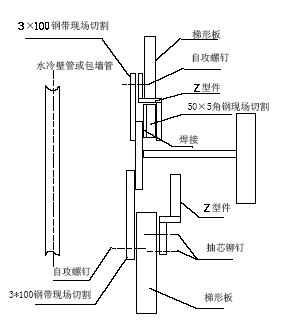 3×100钢带现场切割
梯形板
自攻螺钉
水冷壁管或包墙管
Z型件
50×5角钢现场切割
焊接
Z型件
抽芯铆钉
自攻螺钉
3*100钢带现场切割
梯形板